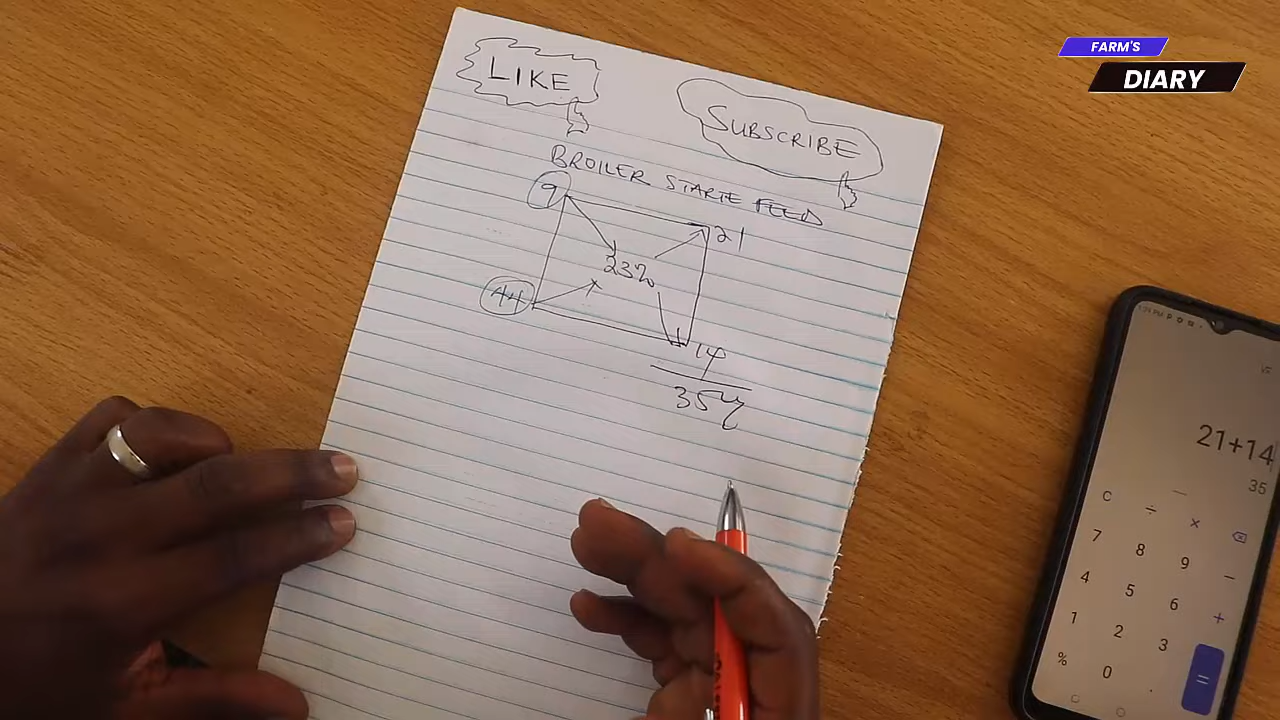 FARM'S
DIARY
LIKE
SUBSCRIBE
BROILER STARTE FEED
9
21
23%
44
14
35
21+14
35
C ÷ ×
7 8 9 −
4 5 6 +
1 2 3
% 0 . =